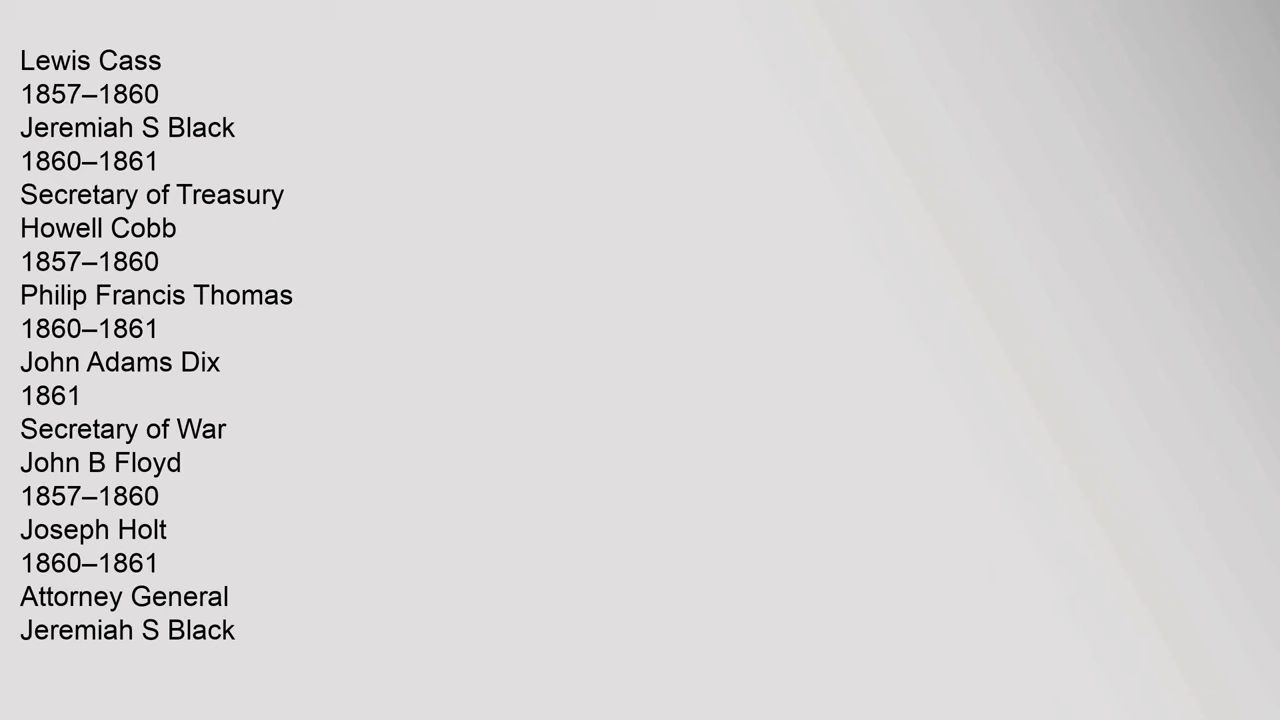 Lewis Cass
1857–1860
Jeremiah S Black
1860–1861
Secretary of Treasury
Howell Cobb
1857–1860
Philip Francis Thomas
1860–1861
John Adams Dix
1861
Secretary of War
John B Floyd
1857–1860
Joseph Holt
1860–1861
Attorney General
Jeremiah S Black